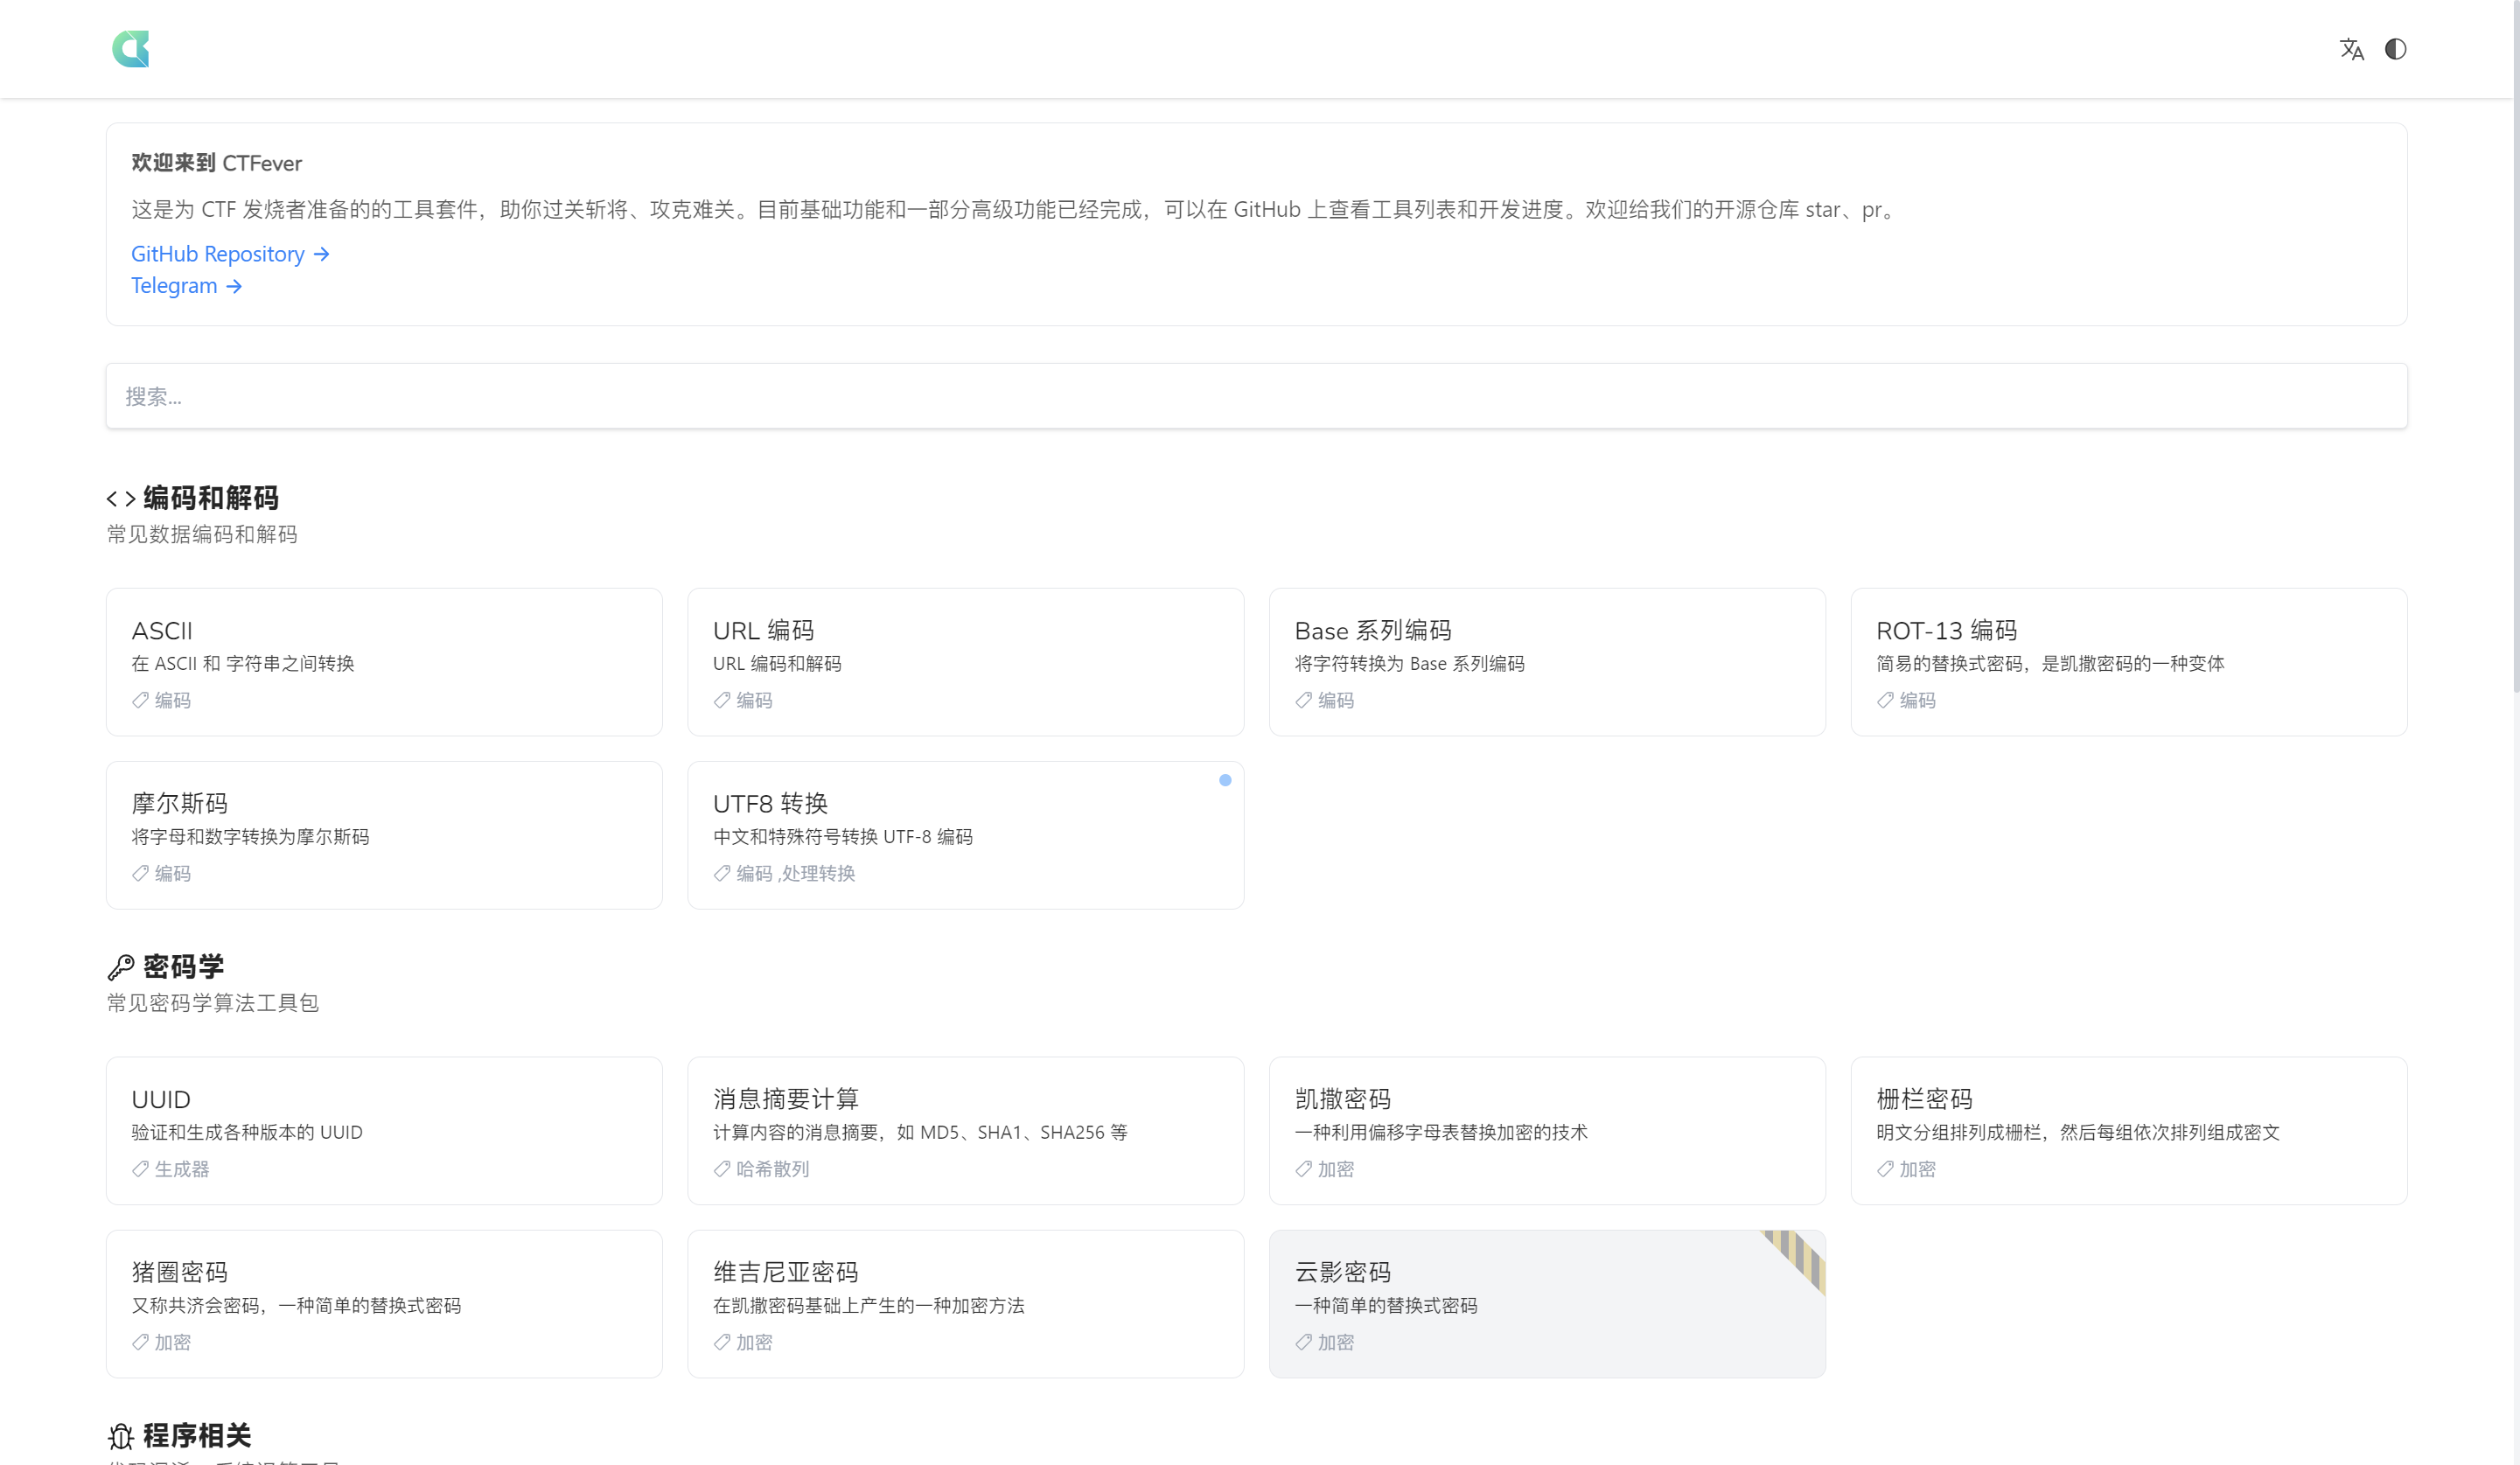 欢迎来到 CTFever
这是为 CTF 发烧者准备的的工具套件，助你过关斩将、攻克难关。目前基础功能和一部分高级功能已经完成，可以在 GitHub 上查看工具列表和开发进度。欢迎给我们的开源仓库 star、pr。
GitHub Repository →
Telegram →
搜索...
编码和解码
常见数据编码和解码
ASCII
在 ASCII 和 字符串之间转换
编码
URL 编码
URL 编码和解码
编码
Base 系列编码
将字符转换为 Base 系列编码
编码
ROT-13 编码
简易的替换式密码，是凯撒密码的一种变体
编码
摩尔斯码
将字母和数字转换为摩尔斯码
编码
UTF8 转换
中文和特殊符号转换 UTF-8 编码
编码 ,处理转换
密码学
常见密码学算法工具包
UUID
验证和生成各种版本的 UUID
生成器
消息摘要计算
计算内容的消息摘要，如 MD5、SHA1、SHA256 等
哈希散列
凯撒密码
一种利用偏移字母表替换加密的技术
加密
栅栏密码
明文分组排列成栅栏，然后每组依次排列组成密文
加密
猪圈密码
又称共济会密码，一种简单的替换式密码
加密
维吉尼亚密码
在凯撒密码基础上产生的一种加密方法
加密
云影密码
一种简单的替换式密码
加密
程序相关